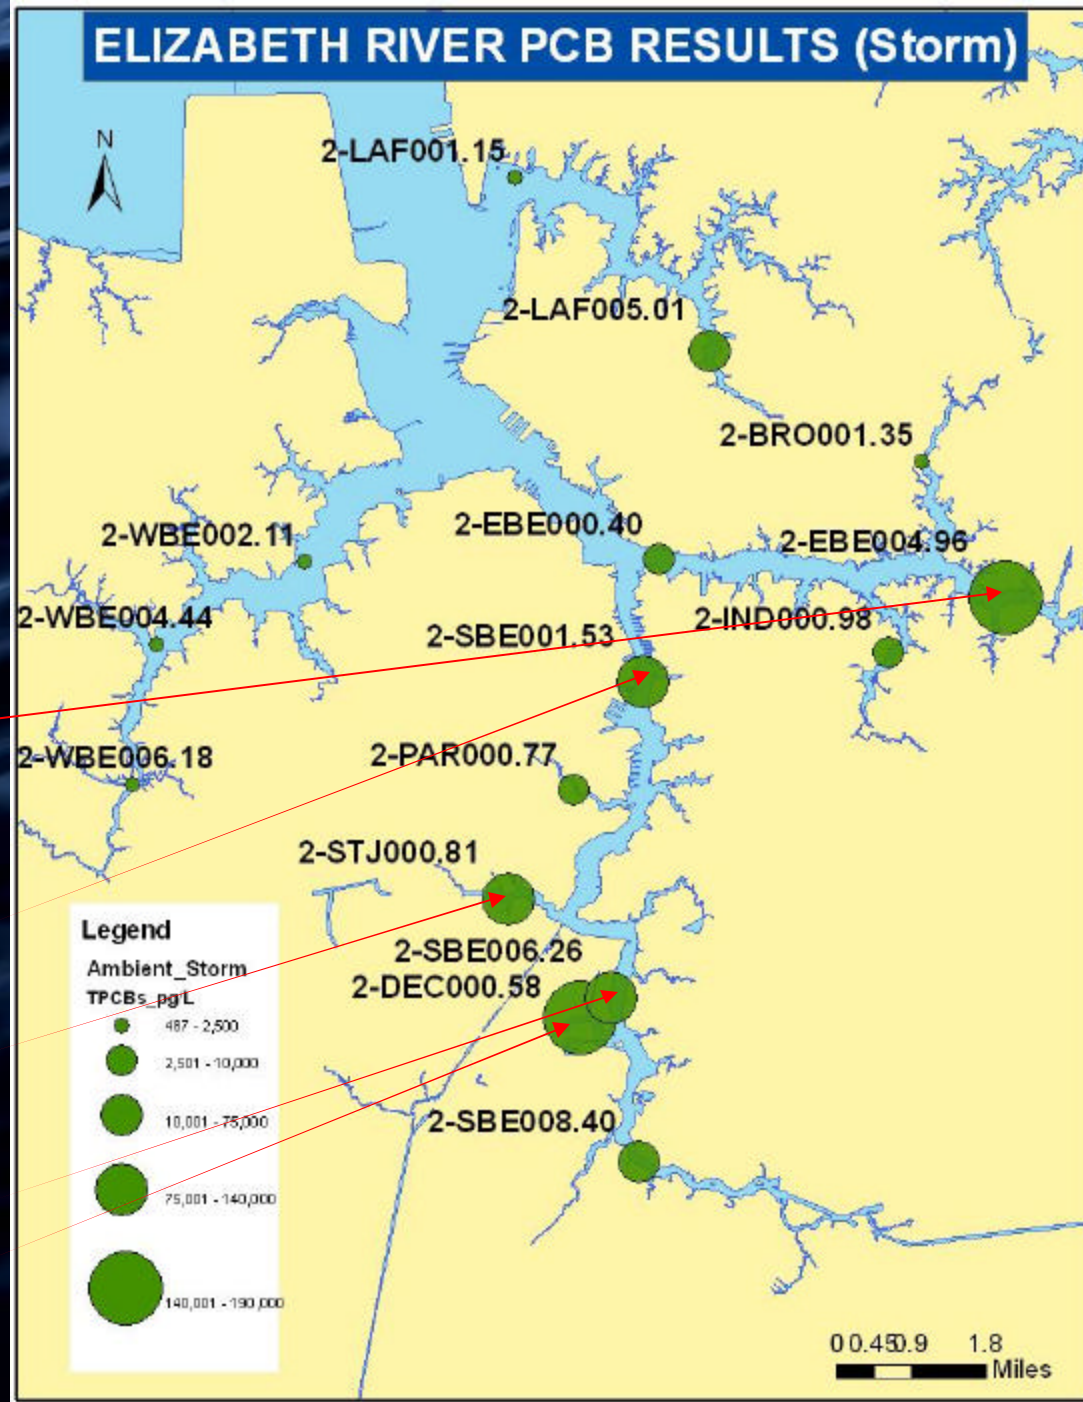 ELIZABETH RIVER PCB RESULTS (Storm)
N
2-LAF001.15
2-LAF005.01
2-BRO001.35
2-EBE000.40
2-WBE002.11
2-EBE004.96
2-WBE004.44
2-IND000.98
2-SBE001.53
2-PAR000.77
2-WBE006.18
2-STJ000.81
2-SBE006.26
2-DEC000.58
2-SBE008.40
Legend
Ambient_Storm
TPCBs_pgL
487 - 2,500
2,501 - 10,000
10,001 - 75,000
75,001 - 140,000
140,001 - 190,000
0 0.45 0.9 1.8
Miles